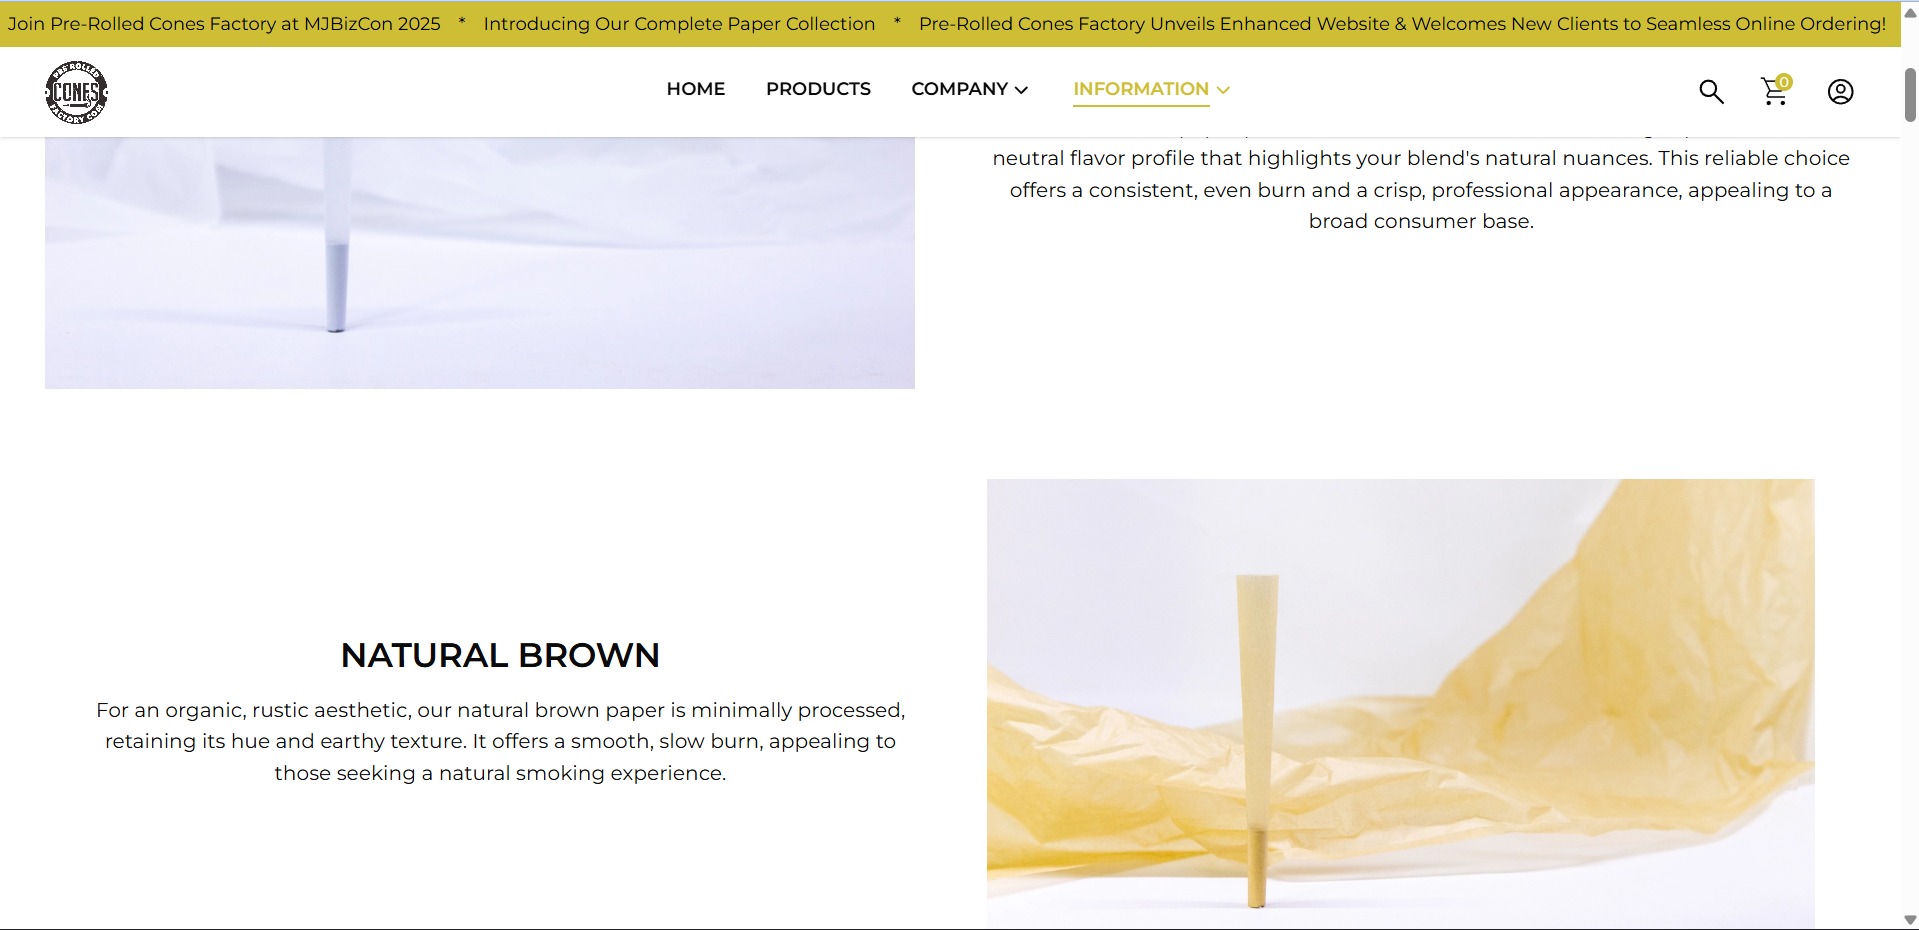 Join Pre-Rolled Cones Factory at MJBizCon 2025 * Introducing Our Complete Paper Collection * Pre-Rolled Cones Factory Unveils Enhanced Website & Welcomes New Clients to Seamless Online Ordering!
PRE ROLLED
CONES
FACTORY
HOME PRODUCTS COMPANY INFORMATION 0
neutral flavor profile that highlights your blend's natural nuances. This reliable choice
offers a consistent, even burn and a crisp, professional appearance, appealing to a
broad consumer base.
NATURAL BROWN
For an organic, rustic aesthetic, our natural brown paper is minimally processed,
retaining its hue and earthy texture. It offers a smooth, slow burn, appealing to
those seeking a natural smoking experience.